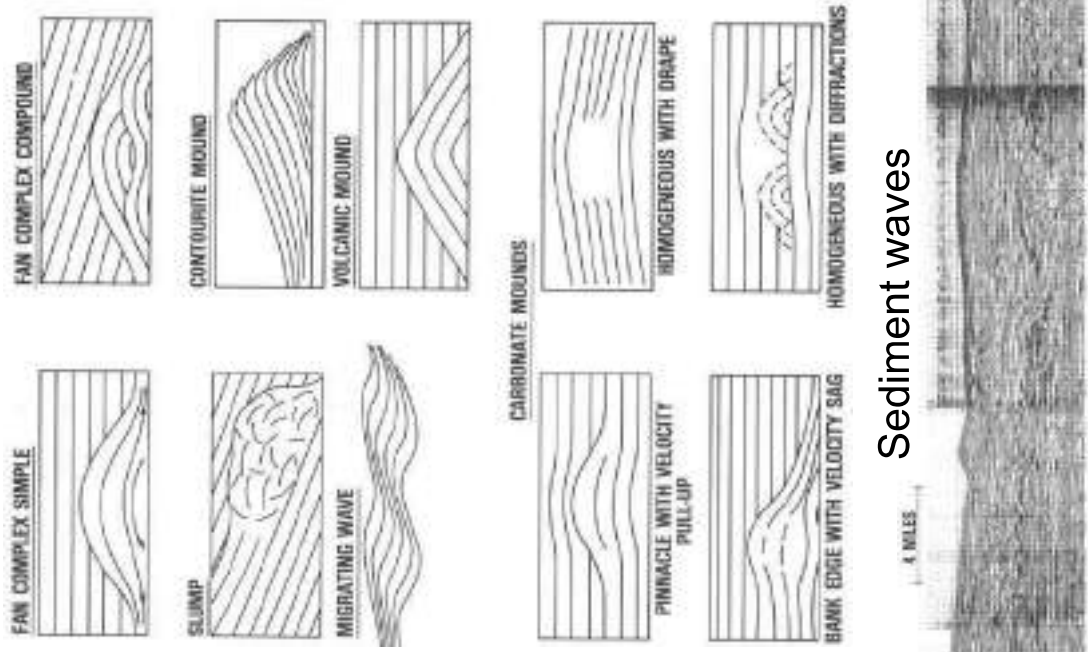 FAN COMPLEX SIMPLE
FAN COMPLEX COMPOUND
SLUMP
CONTOURITE MOUND
MIGRATING WAVE
VOLCANIC MOUND
CARBONATE MOUNDS
PINNACLE WITH VELOCITY
PULL-UP
HOMOGENEOUS WITH DRAPE
BANK EDGE WITH VELOCITY SAG
HOMOGENEOUS WITH DIFFRACTIONS
Sediment waves
4 MILES